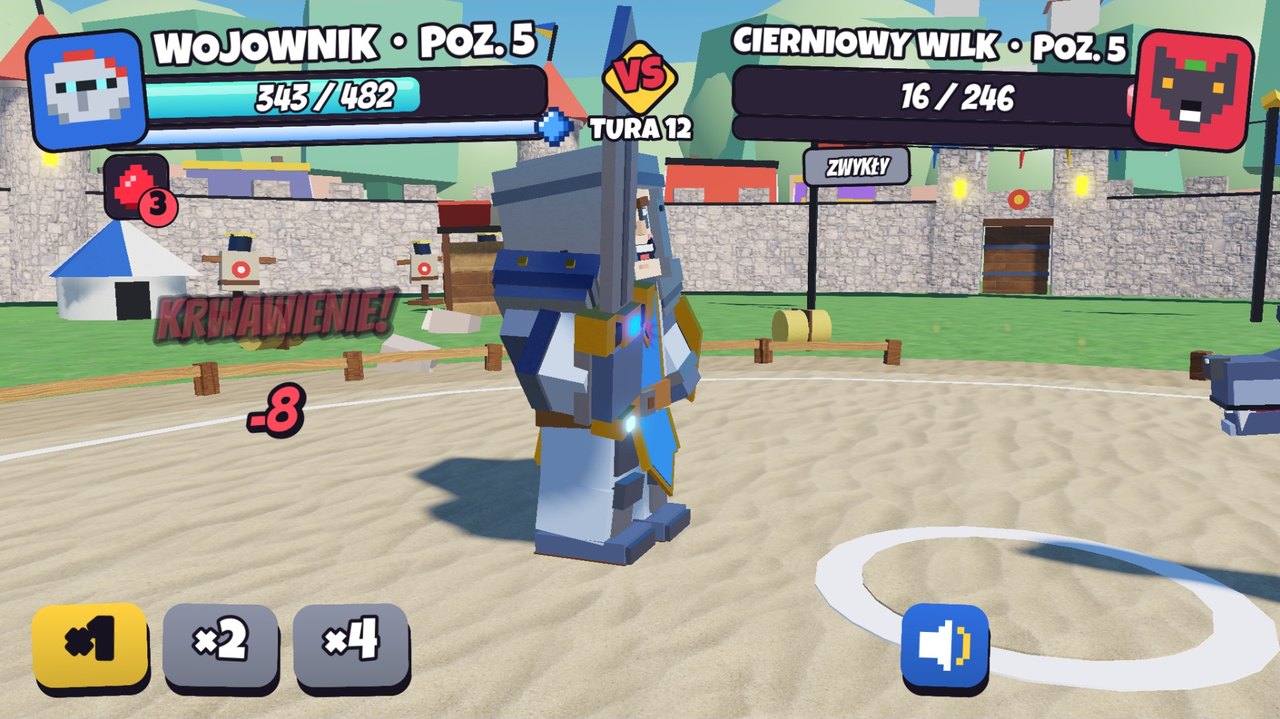 WOJOWNIK • POZ. 5
343 / 482
VS
TURA 12
CIERNIOWY WILK • POZ. 5
16 / 246
ZWYKŁY
3
KRWAWIENIE!
-8
×1
×2
×4